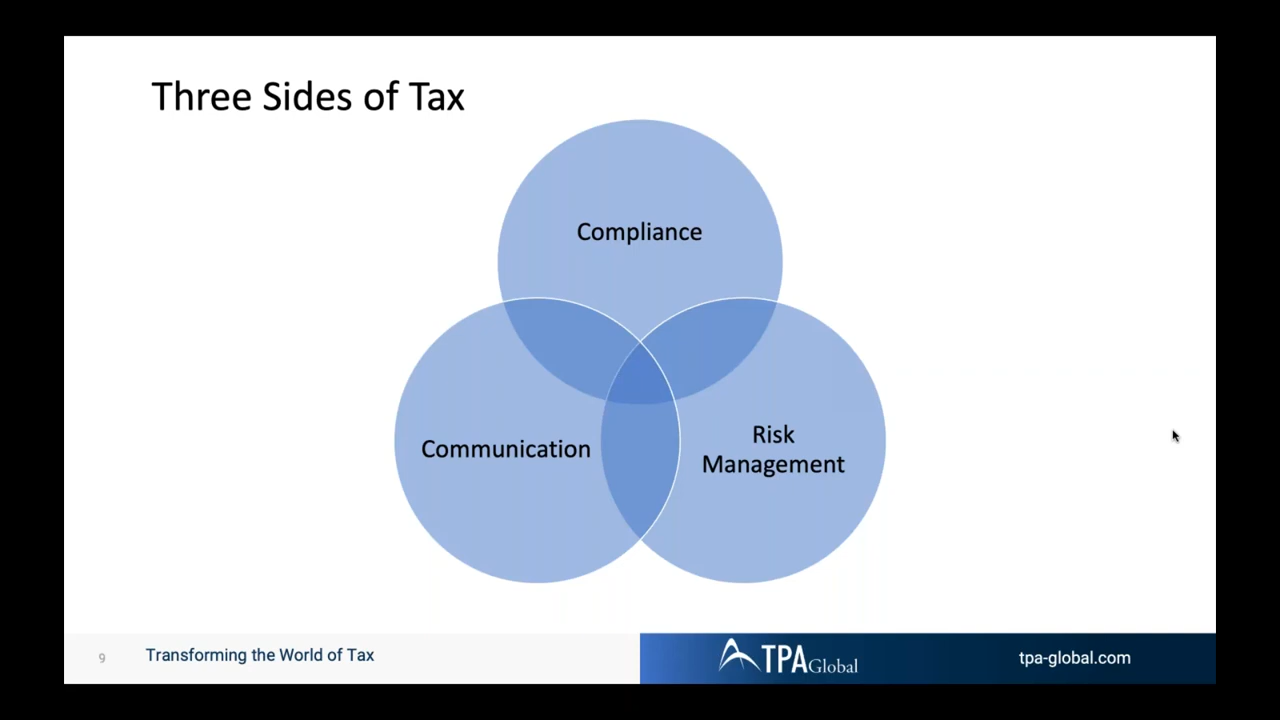 Three Sides of Tax
Compliance
Communication
Risk
Management
9
Transforming the World of Tax
TPA Global
tpa-global.com